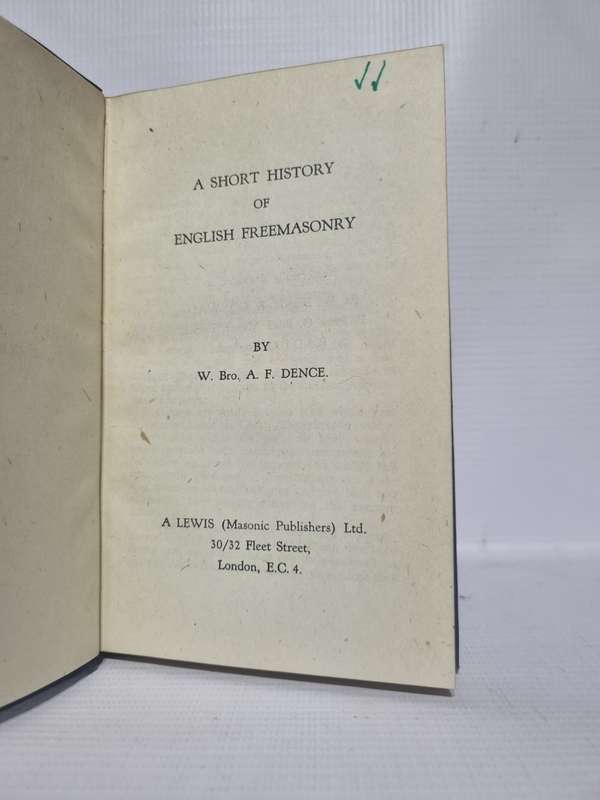 A SHORT HISTORY
OF
ENGLISH FREEMASONRY
BY
W. Bro. A. F. DENCE.
A LEWIS (Masonic Publishers) Ltd.
30/32 Fleet Street,
London, E.C. 4.